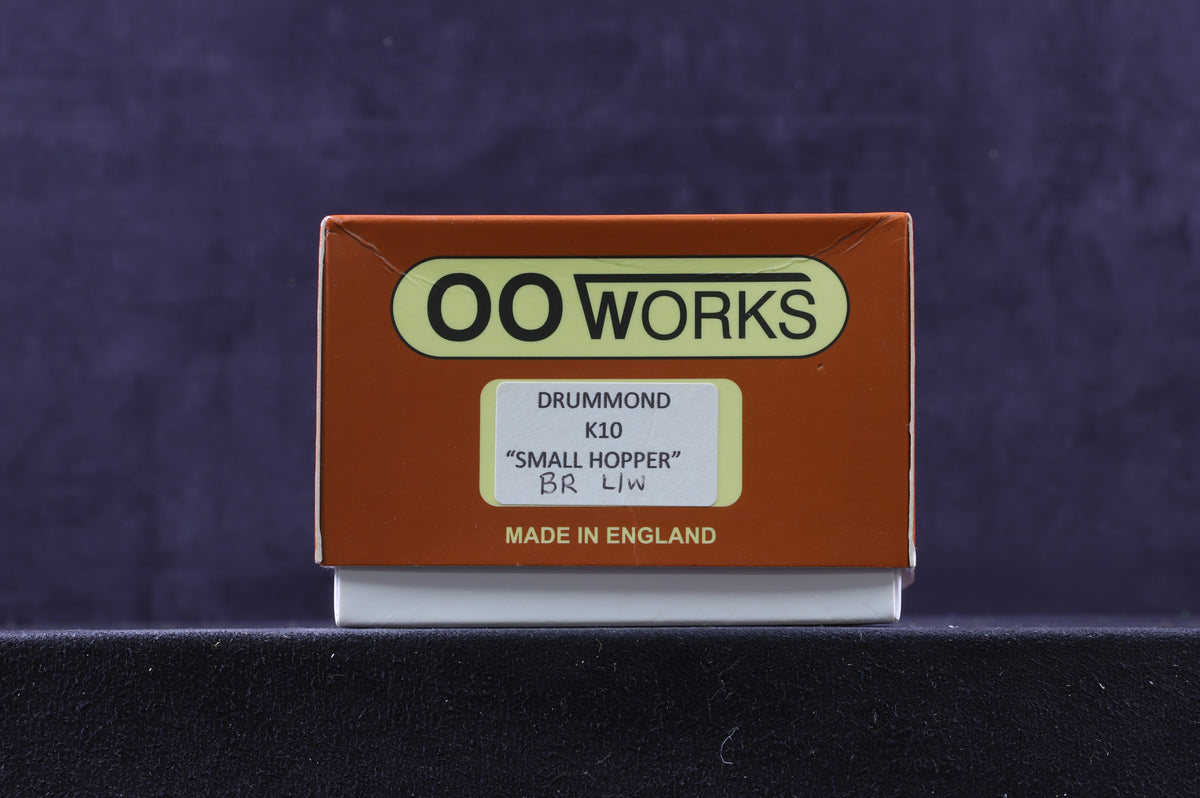 OO WORKS
DRUMMOND
K10
“SMALL HOPPER”
BR L/W
MADE IN ENGLAND